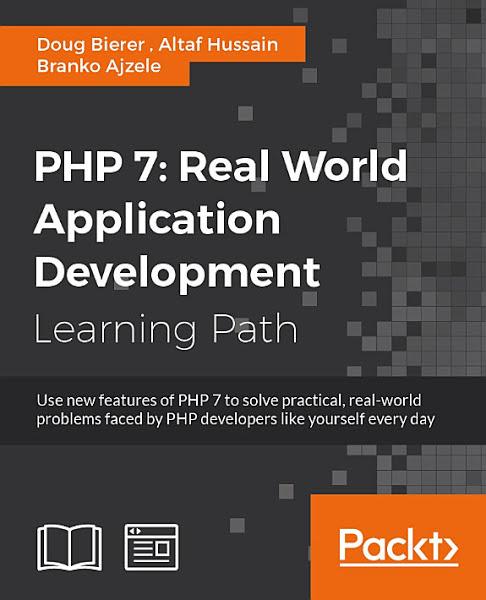 Doug Bierer , Altaf Hussain
Branko Ajzele
PHP 7: Real World
Application
Development
Learning Path
Use new features of PHP 7 to solve practical, real-world
problems faced by PHP developers like yourself every day
Packt>